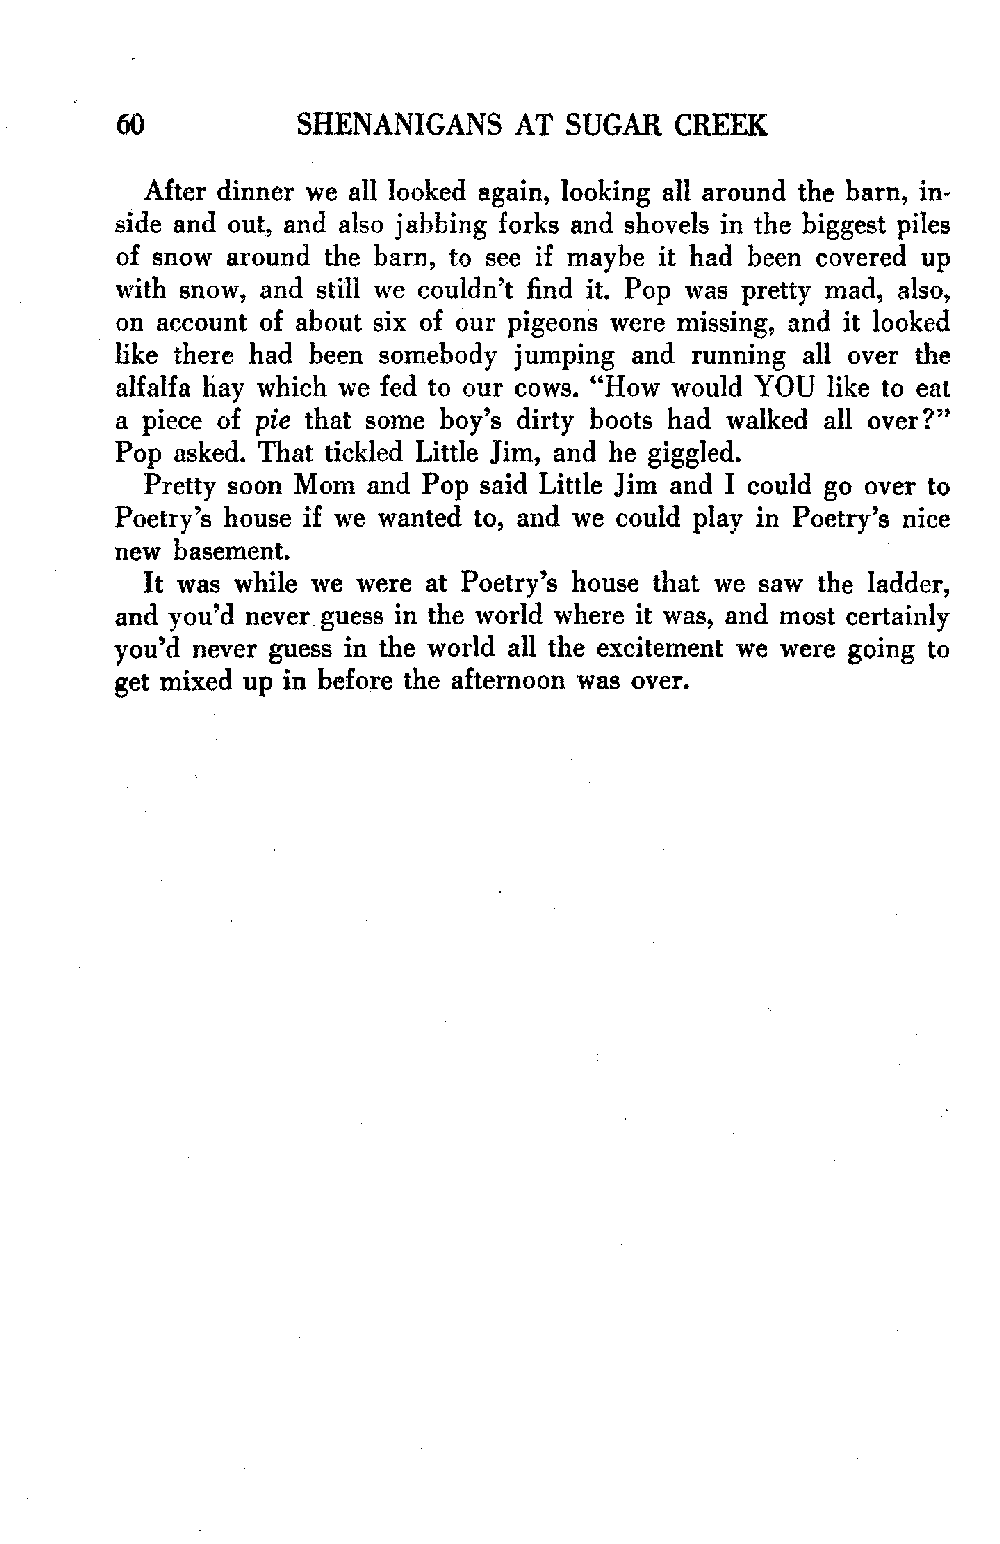 60 SHENANIGANS AT SUGAR CREEK
After dinner we all looked again, looking all around the barn, in-
side and out, and also jabbing forks and shovels in the biggest piles
of snow around the barn, to see if maybe it had been covered up
with snow, and still we couldn't find it. Pop was pretty mad, also,
on account of about six of our pigeons were missing, and it looked
like there had been somebody jumping and running all over the
alfalfa hay which we fed to our cows. “How would YOU like to eat
a piece of pie that some boy's dirty boots had walked all over?”
Pop asked. That tickled Little Jim, and he giggled.
Pretty soon Mom and Pop said Little Jim and I could go over to
Poetry's house if we wanted to, and we could play in Poetry's nice
new basement.
It was while we were at Poetry's house that we saw the ladder,
and you'd never guess in the world where it was, and most certainly
you'd never guess in the world all the excitement we were going to
get mixed up in before the afternoon was over.